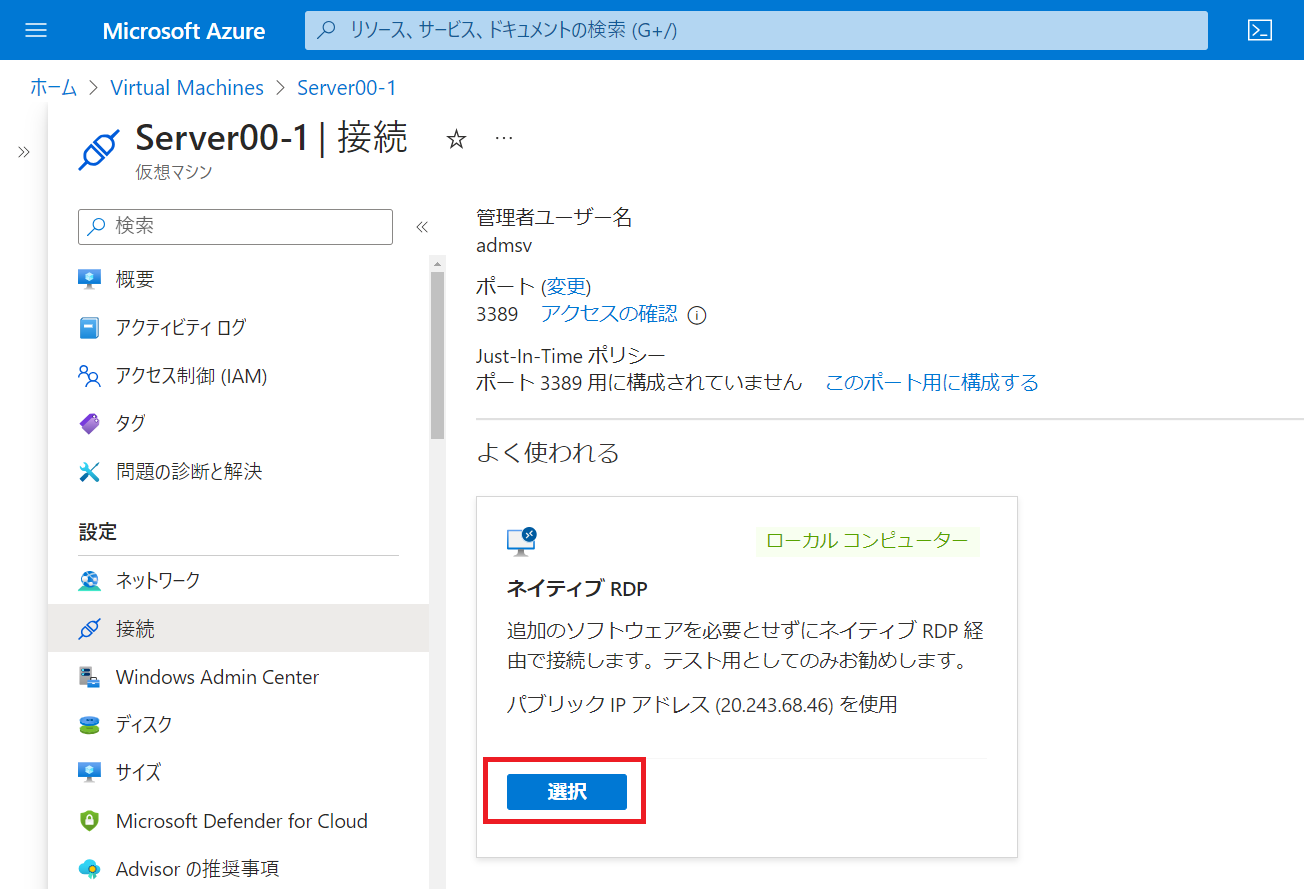 Microsoft Azure
リソース、サービス、ドキュメントの検索 (G+/)
ホーム > Virtual Machines > Server00-1
Server00-1 | 接続
仮想マシン
検索
概要
アクティビティ ログ
アクセス制御 (IAM)
タグ
問題の診断と解決
設定
ネットワーク
接続
Windows Admin Center
ディスク
サイズ
Microsoft Defender for Cloud
Advisor の推奨事項
管理者ユーザー名
admsv
ポート (変更)
3389 アクセスの確認
Just-In-Time ポリシー
ポート 3389 用に構成されていません このポート用に構成する
よく使われる
ローカル コンピューター
ネイティブ RDP
追加のソフトウェアを必要とせずにネイティブ RDP 経
由で接続します。テスト用としてのみお勧めします。
パブリック IP アドレス (20.243.68.46) を使用
選択